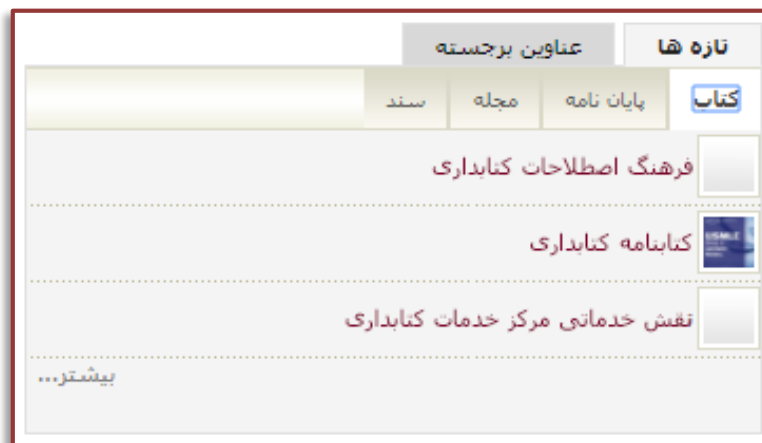 تازه ها عناوین برجسته
کتاب پایان نامه مجله سند
فرهنگ اصطلاحات کتابداری
USMLE
کتابنامه کتابداری
نقش خدماتی مرکز خدمات کتابداری
بیشتر...